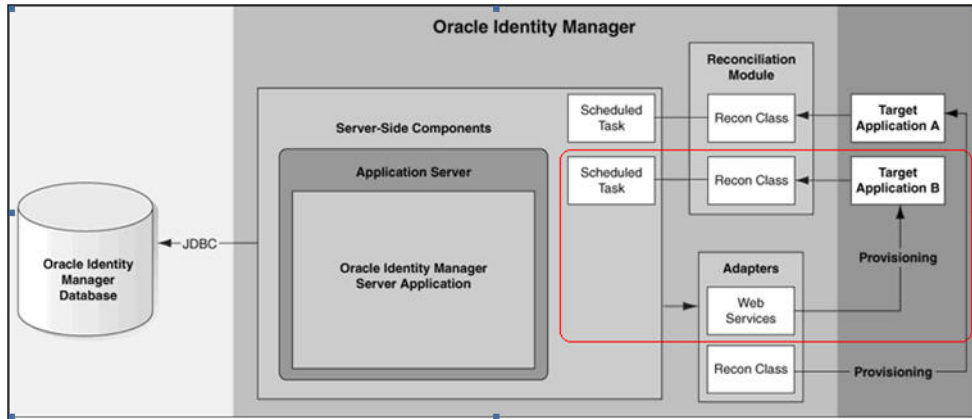 Oracle Identity Manager
Reconciliation
Module
Scheduled
Task
Recon Class
Target
Application A
Server-Side Components
Application Server
Scheduled
Task
Recon Class
Target
Application B
JDBC
Oracle Identity
Manager
Database
Oracle Identity Manager
Server Application
Adapters
Provisioning
Web
Services
Recon Class
Provisioning